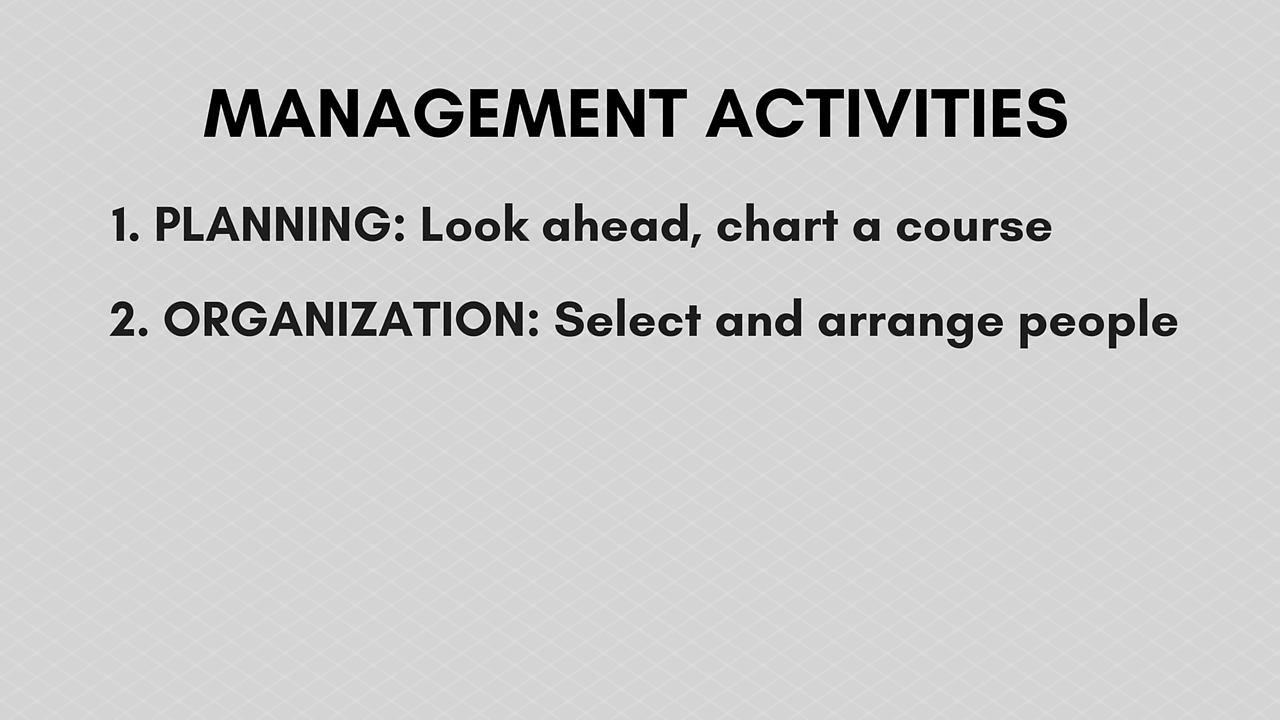 MANAGEMENT ACTIVITIES
1. PLANNING: Look ahead, chart a course
2. ORGANIZATION: Select and arrange people